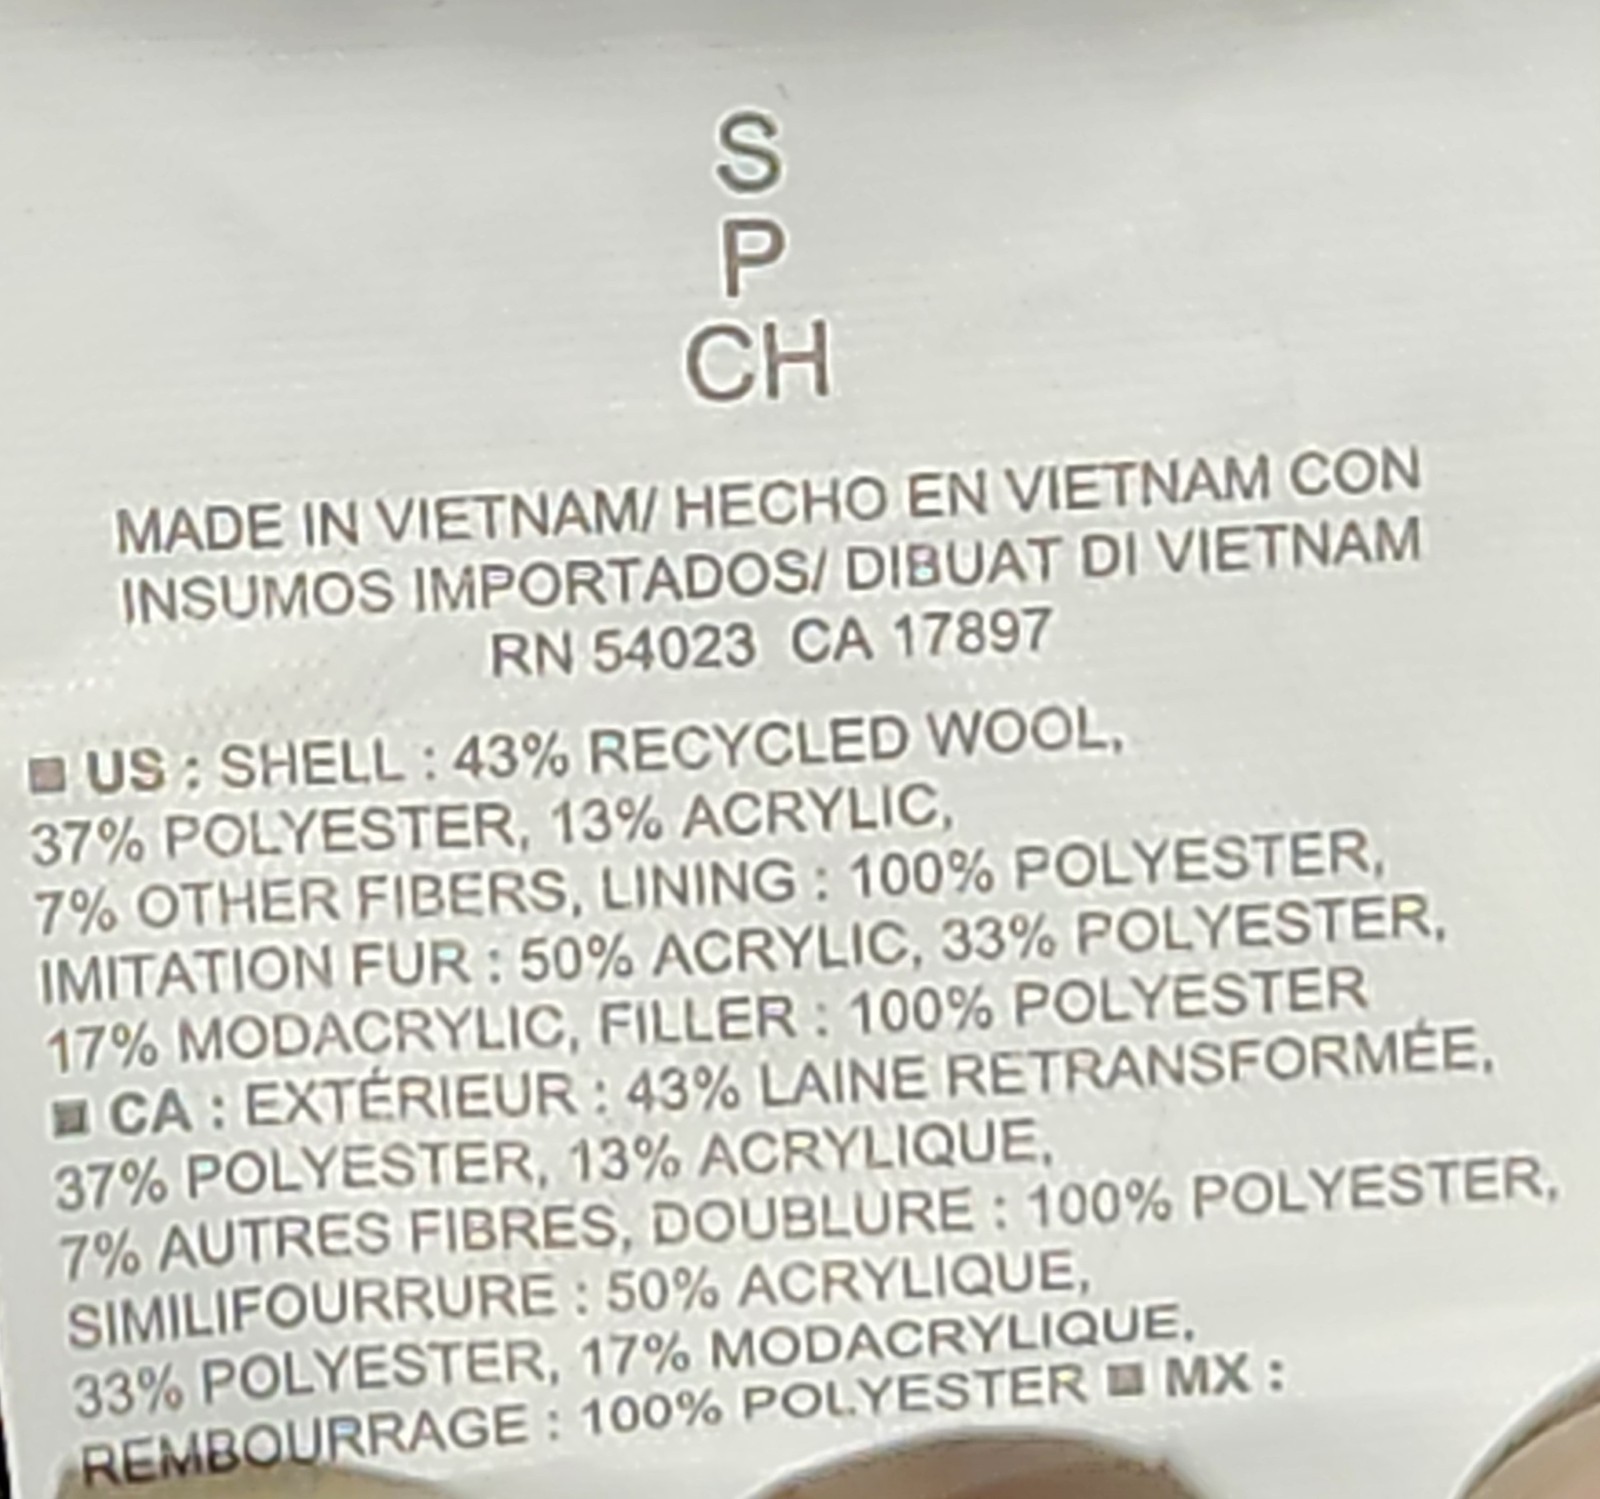 S
P
CH
MADE IN VIETNAM/ HECHO EN VIETNAM CON
INSUMOS IMPORTADOS/ DIBUAT DI VIETNAM
RN 54023 CA 17897
■ US : SHELL : 43% RECYCLED WOOL,
37% POLYESTER, 13% ACRYLIC,
7% OTHER FIBERS, LINING : 100% POLYESTER,
IMITATION FUR : 50% ACRYLIC, 33% POLYESTER,
17% MODACRYLIC, FILLER : 100% POLYESTER
■ CA : EXTÉRIEUR : 43% LAINE RETRANSFORMÉE,
37% POLYESTER, 13% ACRYLIQUE,
7% AUTRES FIBRES, DOUBLURE : 100% POLYESTER,
SIMILIFOURRURE : 50% ACRYLIQUE,
33% POLYESTER, 17% MODACRYLIQUE,
REMBOURRAGE : 100% POLYESTER ■ MX :